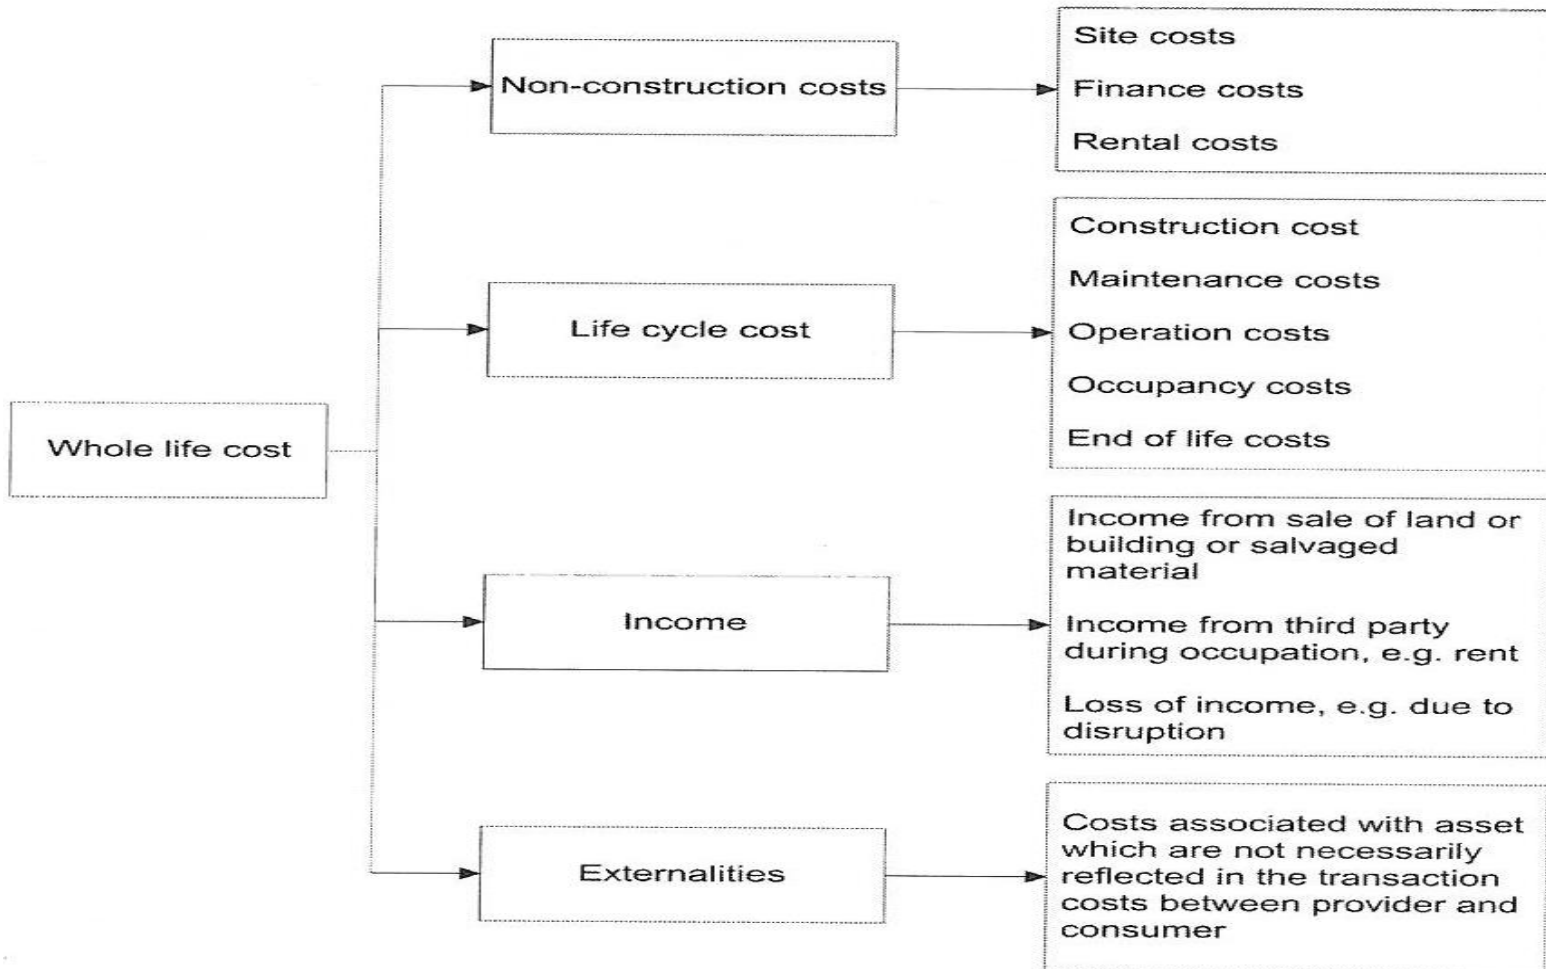 Whole life cost
Non-construction costs
Site costs
Finance costs
Rental costs
Life cycle cost
Construction cost
Maintenance costs
Operation costs
Occupancy costs
End of life costs
Income
Income from sale of land or
building or salvaged
material
Income from third party
during occupation, e.g. rent
Loss of income, e.g. due to
disruption
Externalities
Costs associated with asset
which are not necessarily
reflected in the transaction
costs between provider and
consumer